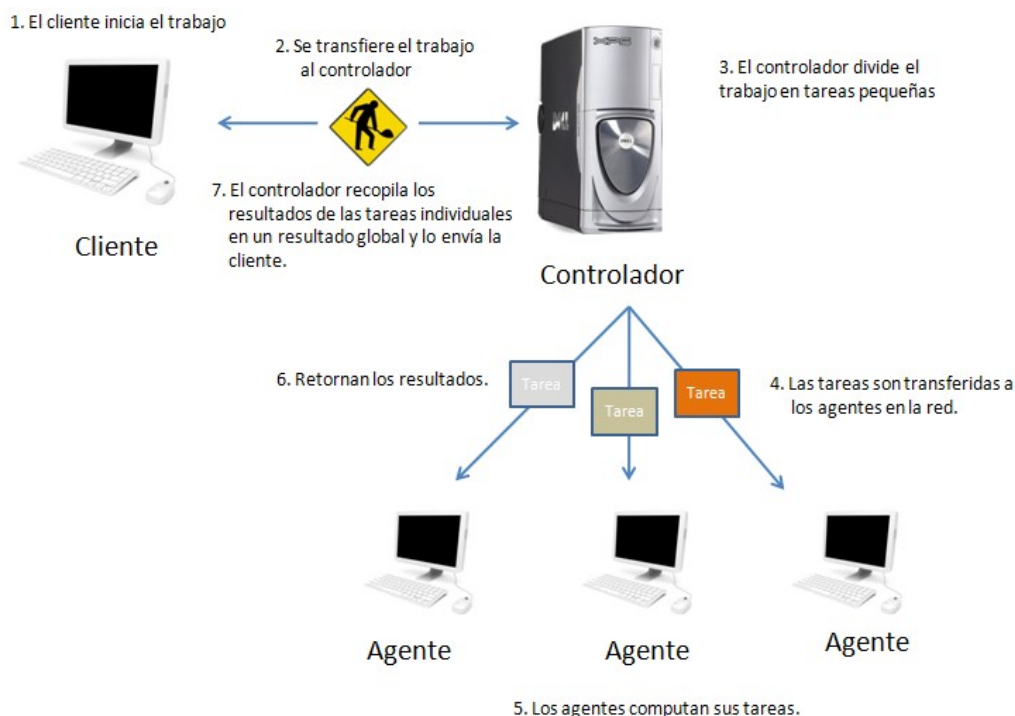 1. El cliente inicia el trabajo
2. Se transfiere el trabajo
al controlador
3. El controlador divide el
trabajo en tareas pequeñas
XPS
DELL
7. El controlador recopila los
resultados de las tareas individuales
en un resultado global y lo envía la
cliente.
Cliente
Controlador
6. Retornan los resultados.
Tarea
Tarea
Tarea
4. Las tareas son transferidas a
los agentes en la red.
Agente
Agente
Agente
5. Los agentes computan sus tareas.